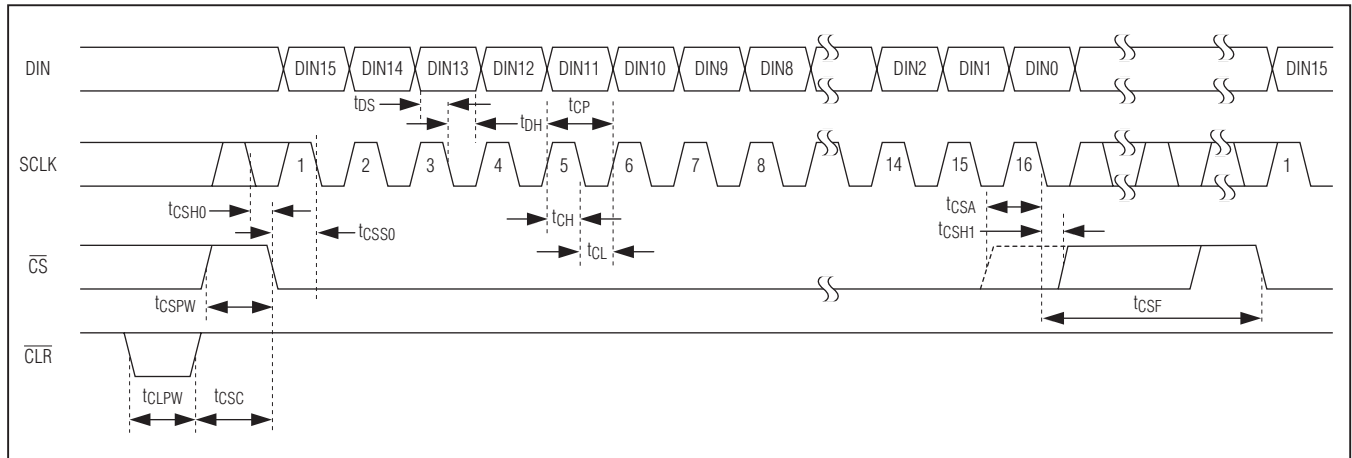 DIN DIN15 DIN14 DIN13 DIN12 DIN11 DIN10 DIN9 DIN8 DIN2 DIN1 DIN0 DIN15
tDS tDH tCP
SCLK 1 2 3 4 5 6 7 8 14 15 16 1
tCSH0 tCSS0 tCH tCL tCSA tCSH1
CS
tCSPW tCSF
CLR
tCLPW tCSC